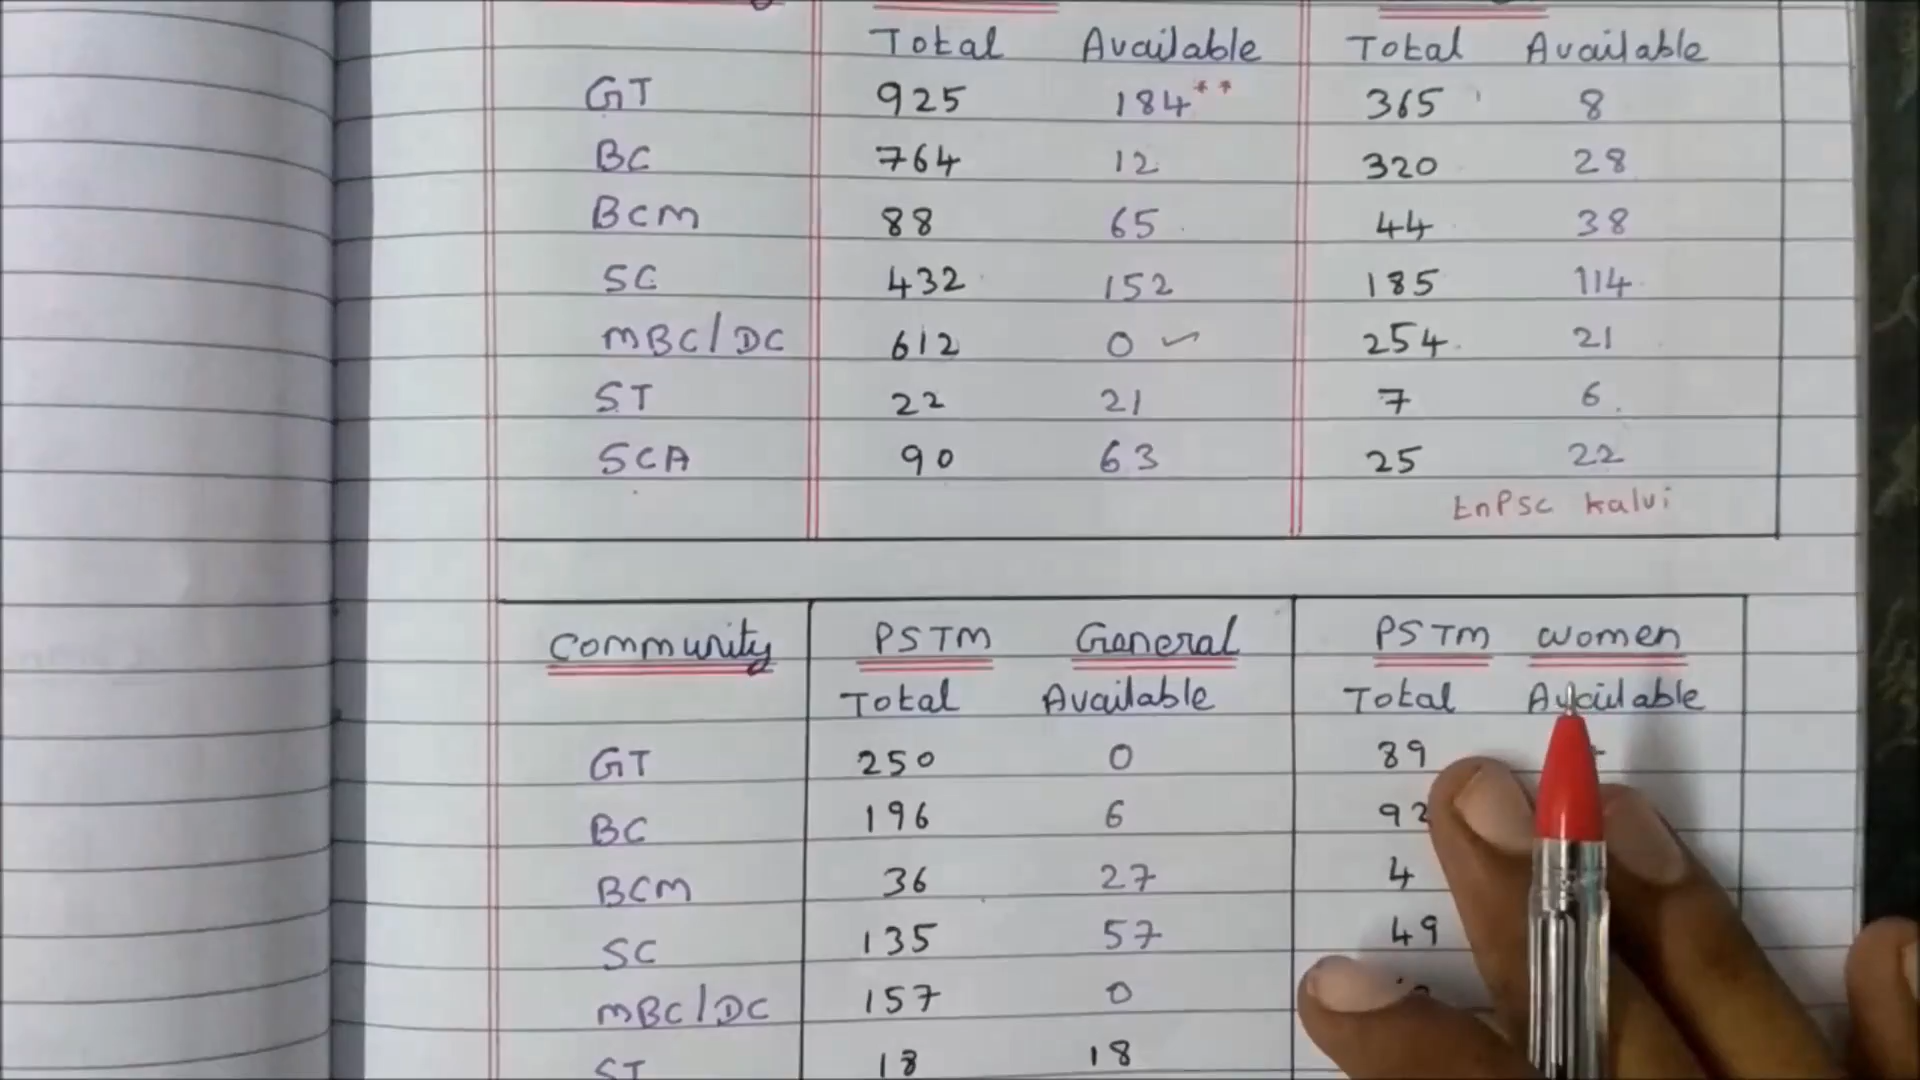 Total Available Total Available
GT 925 184** 365 8
BC 764 12 320 28
BCM 88 65 44 38
SC 432 152 185 114
MBC/DC 612 0 254 21
ST 22 21 7 6
SCA 90 63 25 22
tnPSC kalvi
Community PSTM General PSTM women
Total Available Total Available
GT 250 0 89
BC 196 6 92
BCM 36 27 4
SC 135 57 49
MBC/DC 157 0
ST 18 18